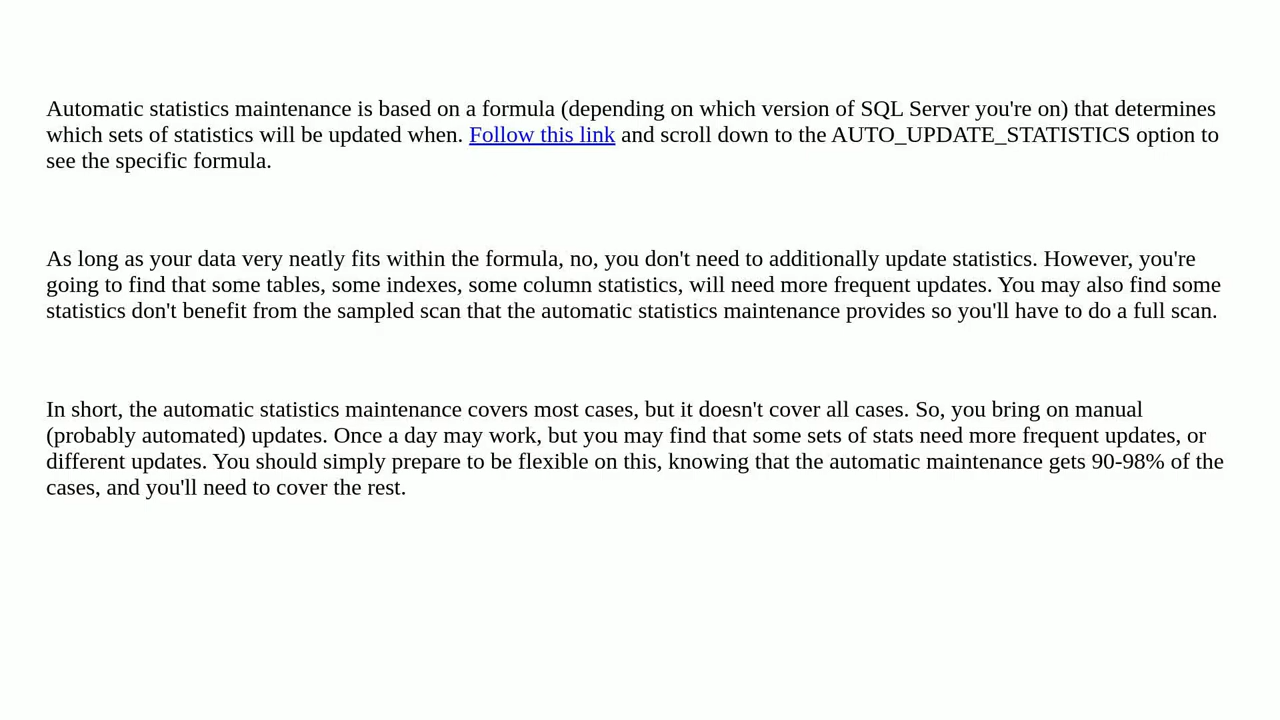 Automatic statistics maintenance is based on a formula (depending on which version of SQL Server you're on) that determines
which sets of statistics will be updated when. Follow this link and scroll down to the AUTO_UPDATE_STATISTICS option to
see the specific formula.
As long as your data very neatly fits within the formula, no, you don't need to additionally update statistics. However, you're
going to find that some tables, some indexes, some column statistics, will need more frequent updates. You may also find some
statistics don't benefit from the sampled scan that the automatic statistics maintenance provides so you'll have to do a full scan.
In short, the automatic statistics maintenance covers most cases, but it doesn't cover all cases. So, you bring on manual
(probably automated) updates. Once a day may work, but you may find that some sets of stats need more frequent updates, or
different updates. You should simply prepare to be flexible on this, knowing that the automatic maintenance gets 90-98% of the
cases, and you'll need to cover the rest.